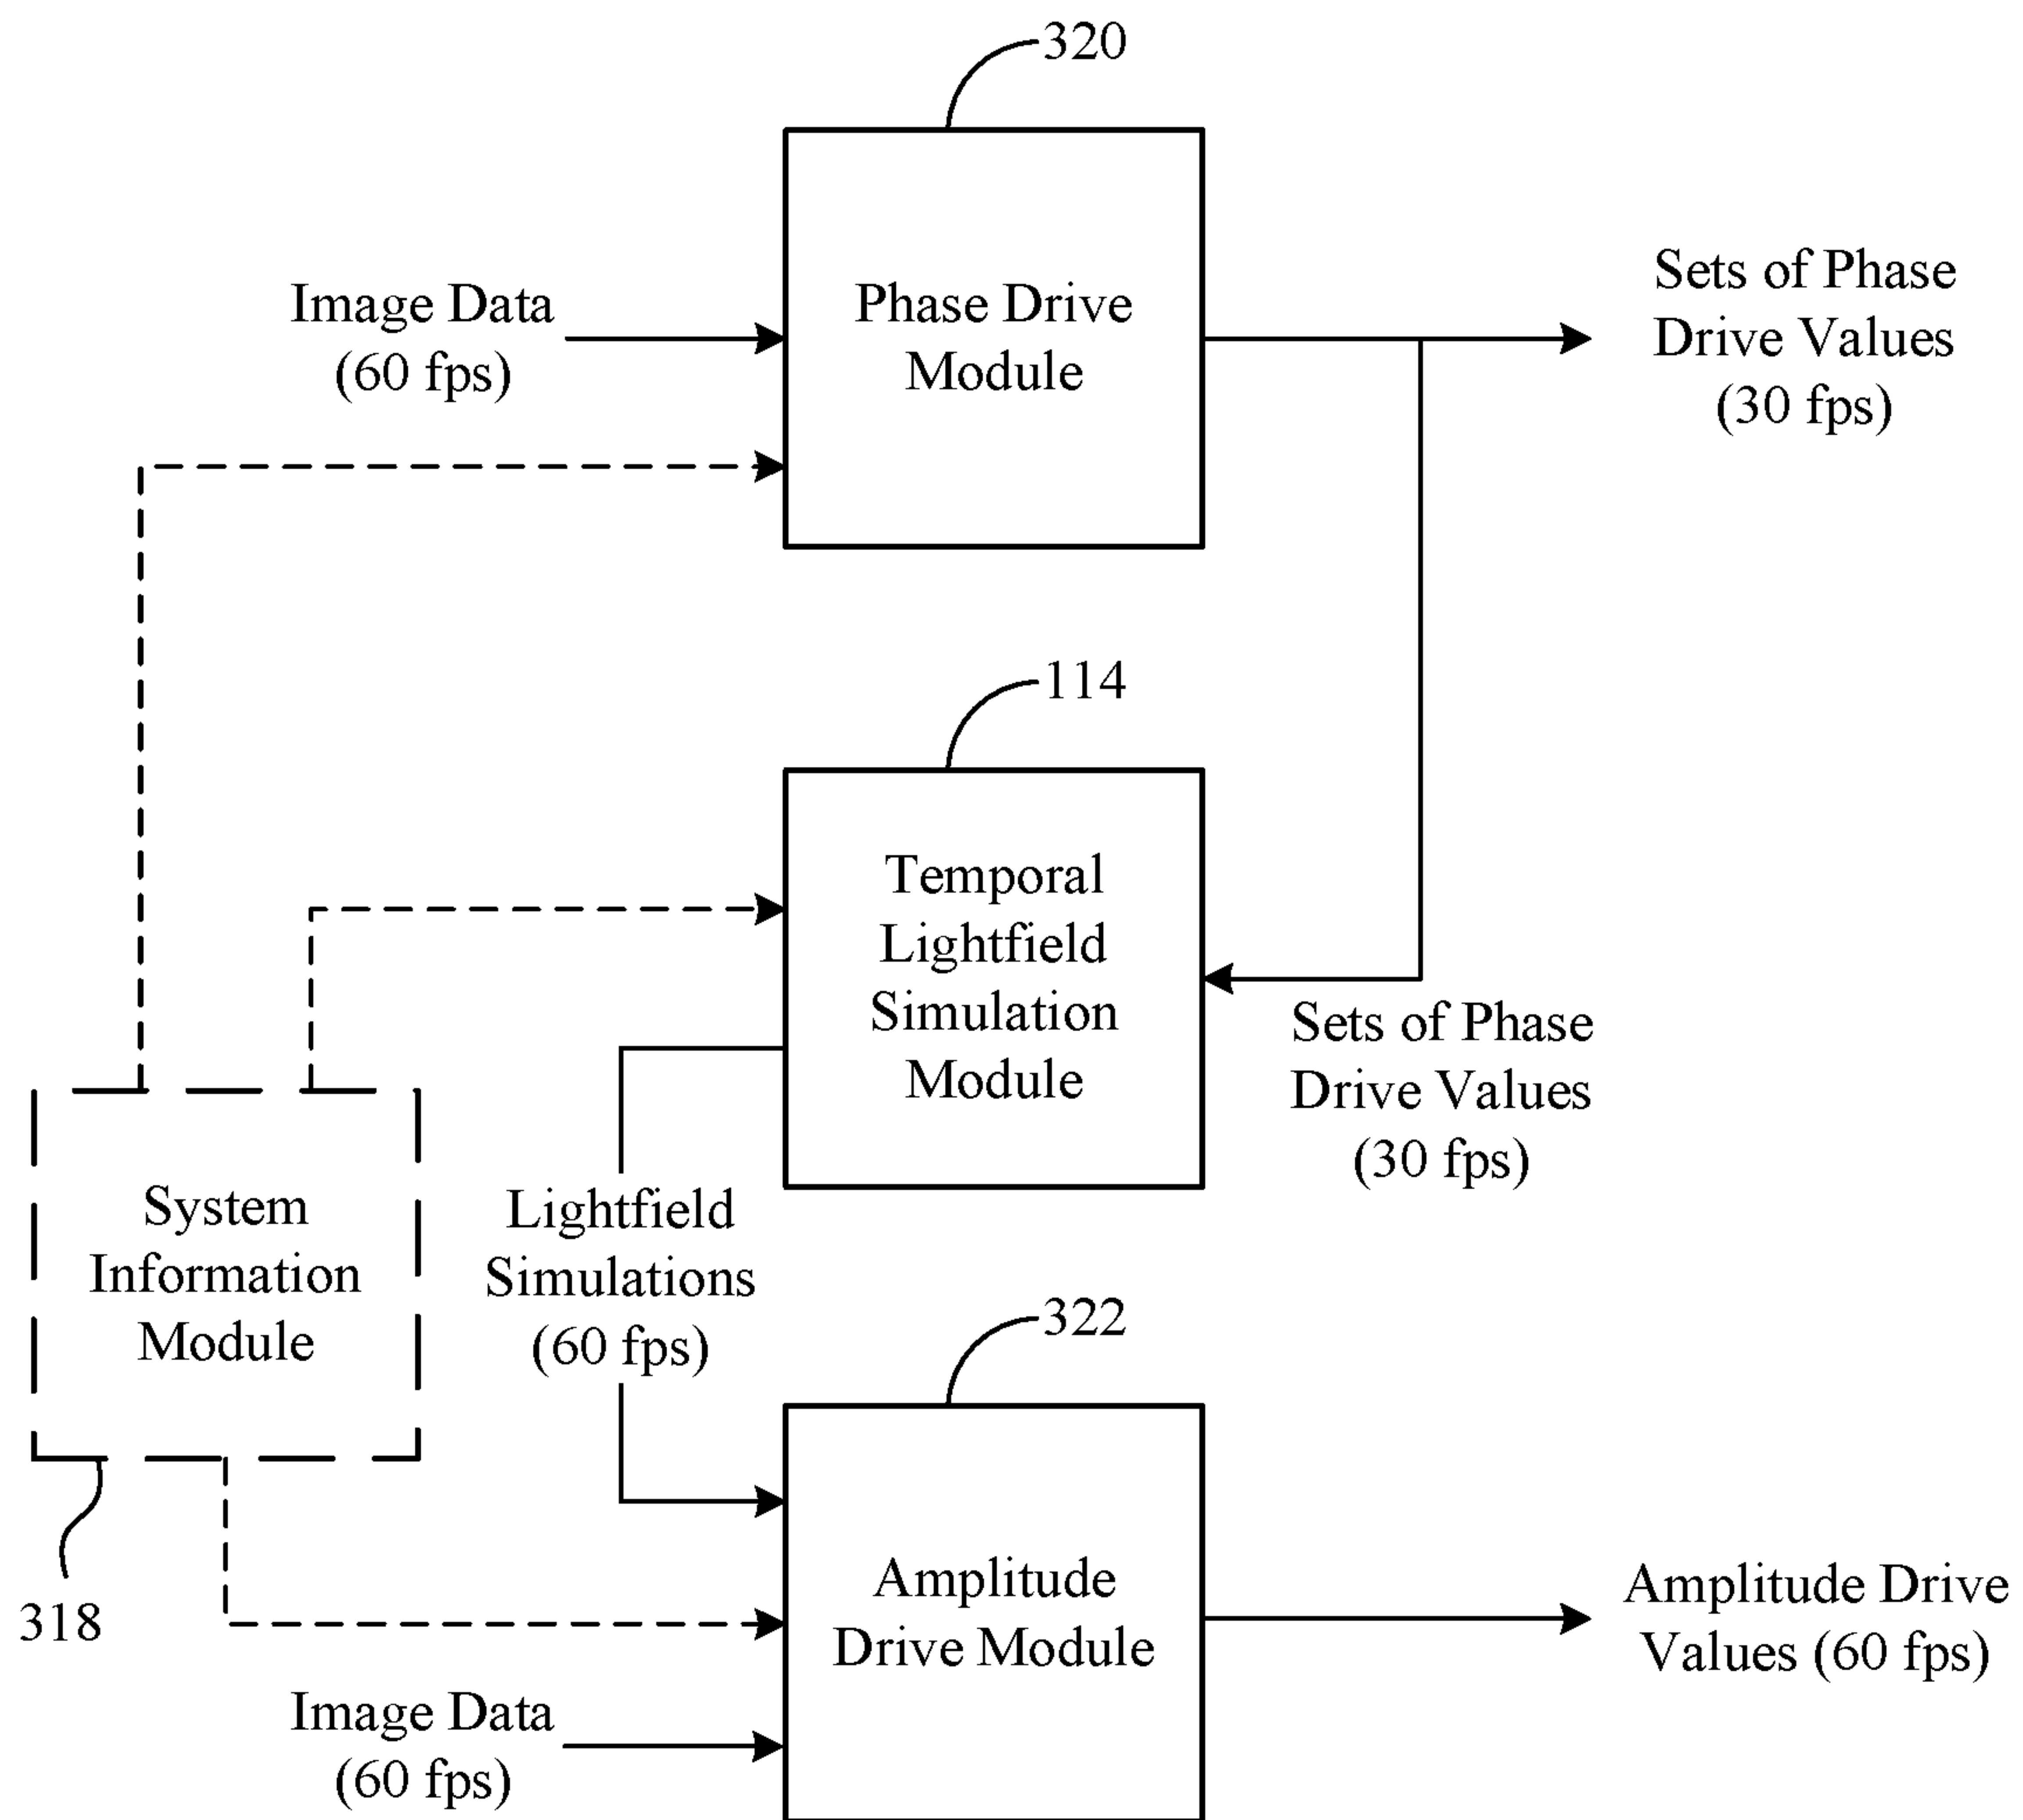 320
Image Data
(60 fps)
Phase Drive
Module
Sets of Phase
Drive Values
(30 fps)
114
Temporal
Lightfield
Simulation
Module
Sets of Phase
Drive Values
(30 fps)
System
Information
Module
318
Lightfield
Simulations
(60 fps)
322
Amplitude
Drive Module
Image Data
(60 fps)
Amplitude Drive
Values (60 fps)